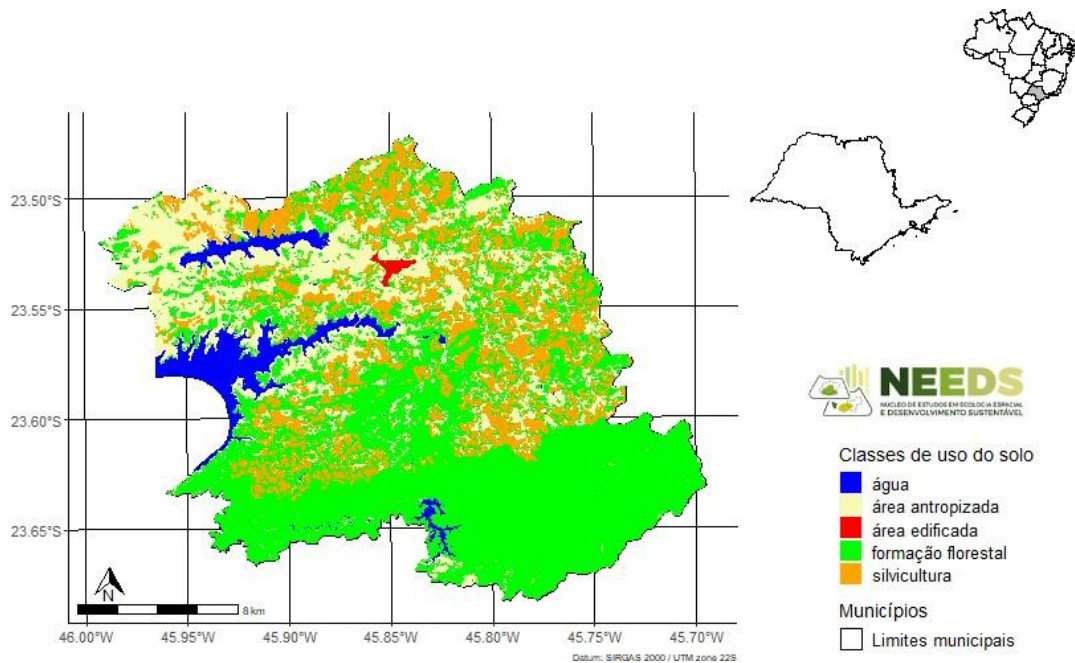 23.50°S
23.55°S
23.60°S
23.65°S
N
8 km
46.00°W
45.95°W
45.90°W
45.85°W
45.80°W
45.75°W
45.70°W
Datum: SIRGAS 2000 / UTM zone 22S
NEEDS
NÚCLEO DE ESTUDOS EM ECOLOGIA ESPACIAL
E DESENVOLVIMENTO SUSTENTÁVEL
Classes de uso do solo
água
área antropizada
área edificada
formação florestal
silvicultura
Municípios
Limites municipais